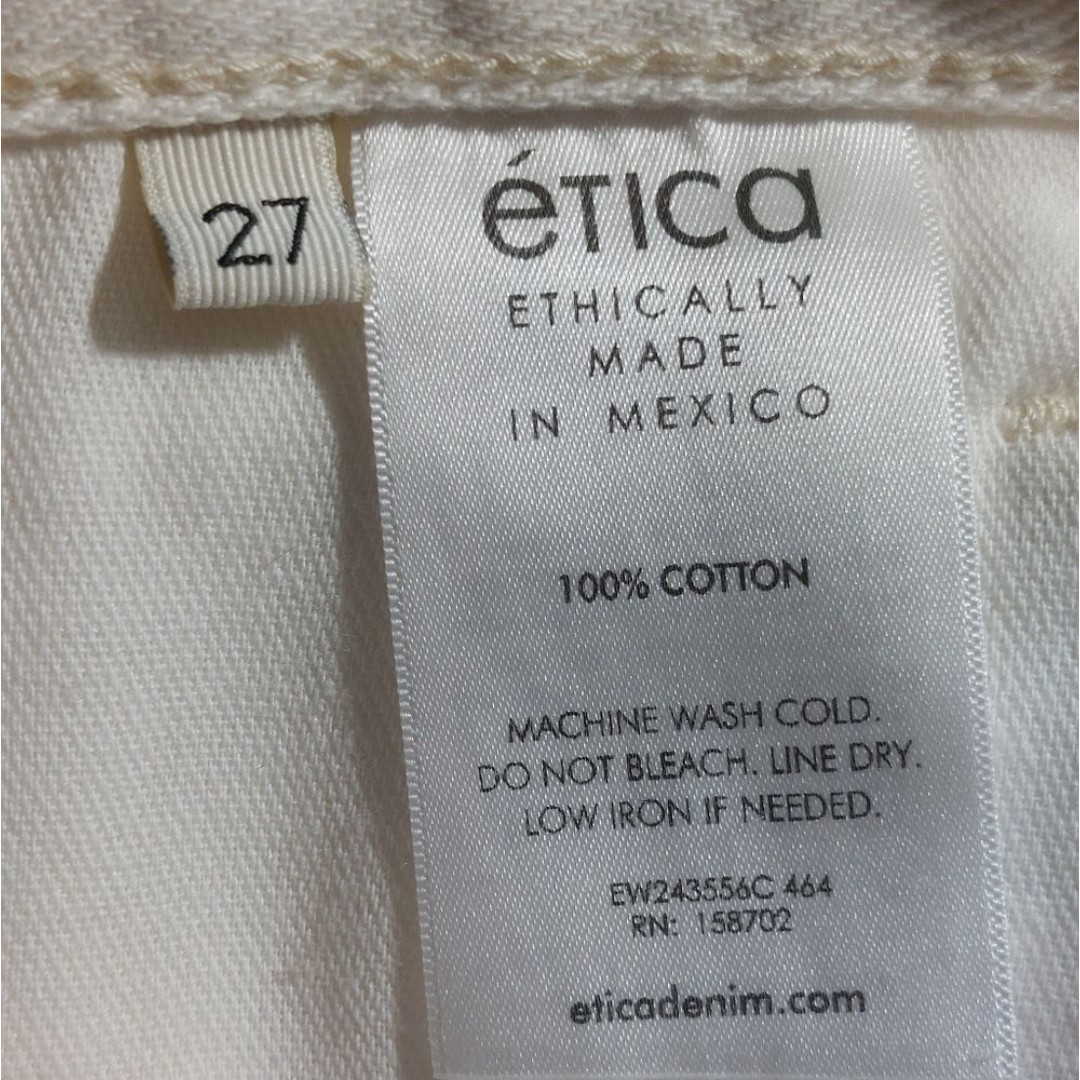 27
éTICa
ETHICALLY
MADE
IN MEXICO
100% COTTON
MACHINE WASH COLD.
DO NOT BLEACH. LINE DRY.
LOW IRON IF NEEDED.
EW243556C 464
RN: 158702
eticadenim.com